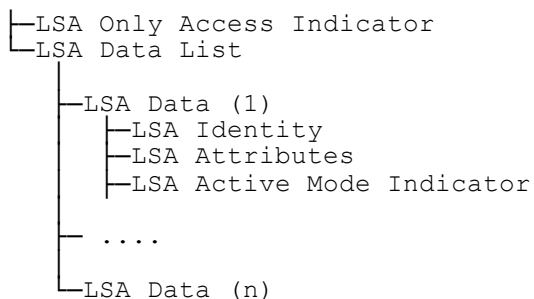 LSA Only Access Indicator
LSA Data List
LSA Data (1)
LSA Identity
LSA Attributes
LSA Active Mode Indicator
....
LSA Data (n)